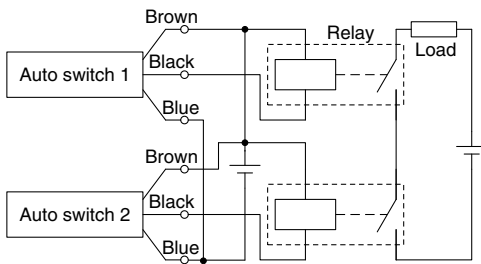 Brown
Relay
Load
Auto switch 1
Black
Blue
Brown
Auto switch 2
Black
Blue